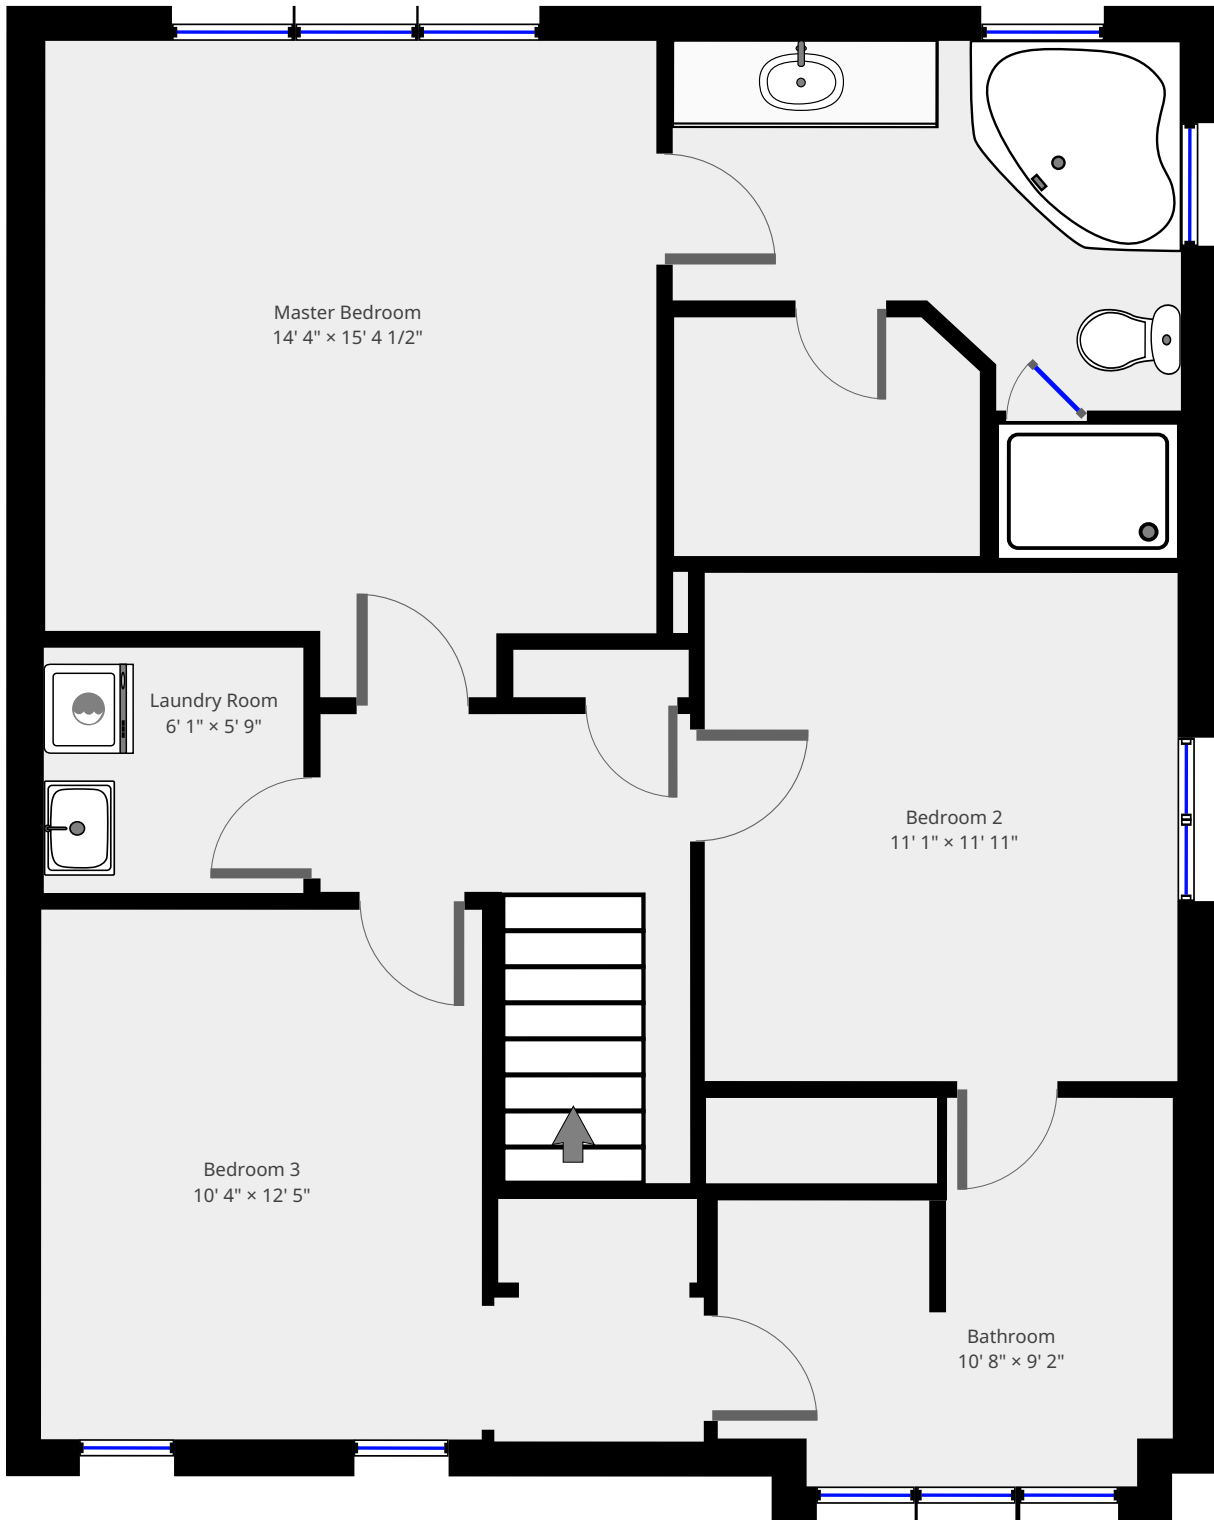 Master Bedroom
14' 4" × 15' 4 1/2"
Laundry Room
6' 1" × 5' 9"
Bedroom 2
11' 1" × 11' 11"
Bedroom 3
10' 4" × 12' 5"
Bathroom
10' 8" × 9' 2"